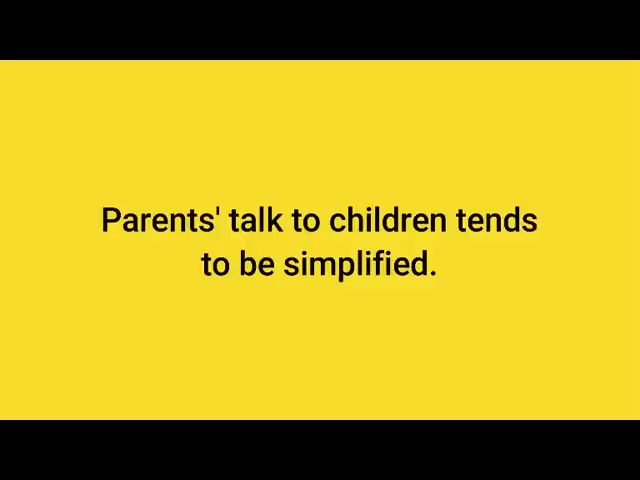 Parents' talk to children tends
to be simplified.